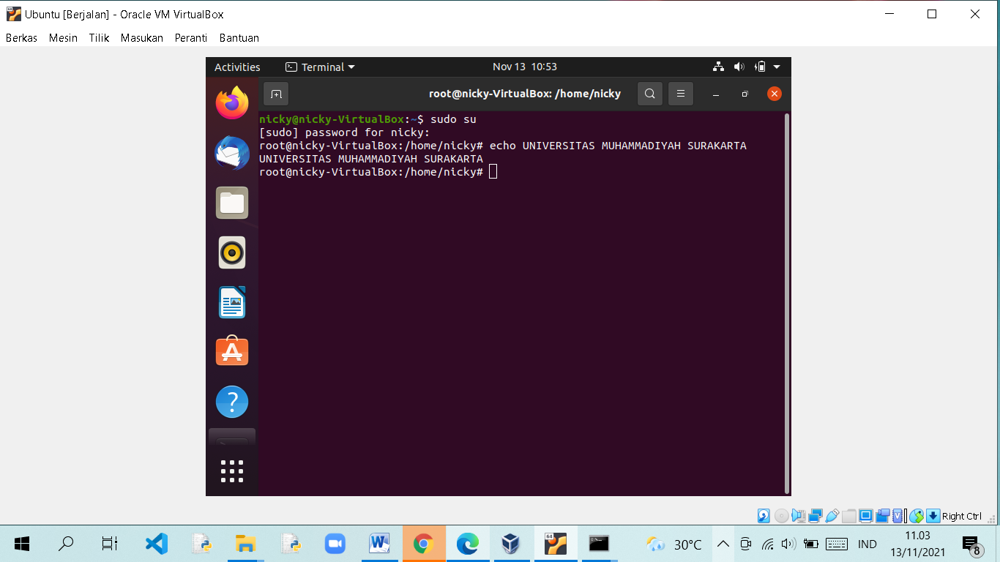 Ubuntu [Berjalan] - Oracle VM VirtualBox
Berkas Mesin Tilik Masukan Peranti Bantuan
Activities Terminal Nov 13 10:53
root@nicky-VirtualBox: /home/nicky
nicky@nicky-VirtualBox:~$ sudo su
[sudo] password for nicky:
root@nicky-VirtualBox:/home/nicky# echo UNIVERSITAS MUHAMMADIYAH SURAKARTA
UNIVERSITAS MUHAMMADIYAH SURAKARTA
root@nicky-VirtualBox:/home/nicky#
Right Ctrl
30°C IND 11.03
13/11/2021 8